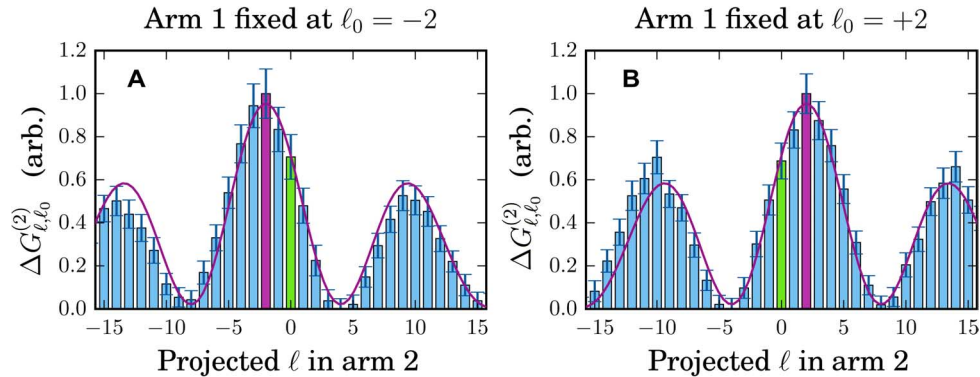 Arm 1 fixed at ℓ₀ = −2
A
1.2
1.0
0.8
0.6
0.4
0.2
0.0
ΔG^{(2)}_{ℓ,ℓ₀} (arb.)
−15 −10 −5 0 5 10 15
Projected ℓ in arm 2
Arm 1 fixed at ℓ₀ = +2
B
1.2
1.0
0.8
0.6
0.4
0.2
0.0
ΔG^{(2)}_{ℓ,ℓ₀} (arb.)
−15 −10 −5 0 5 10 15
Projected ℓ in arm 2